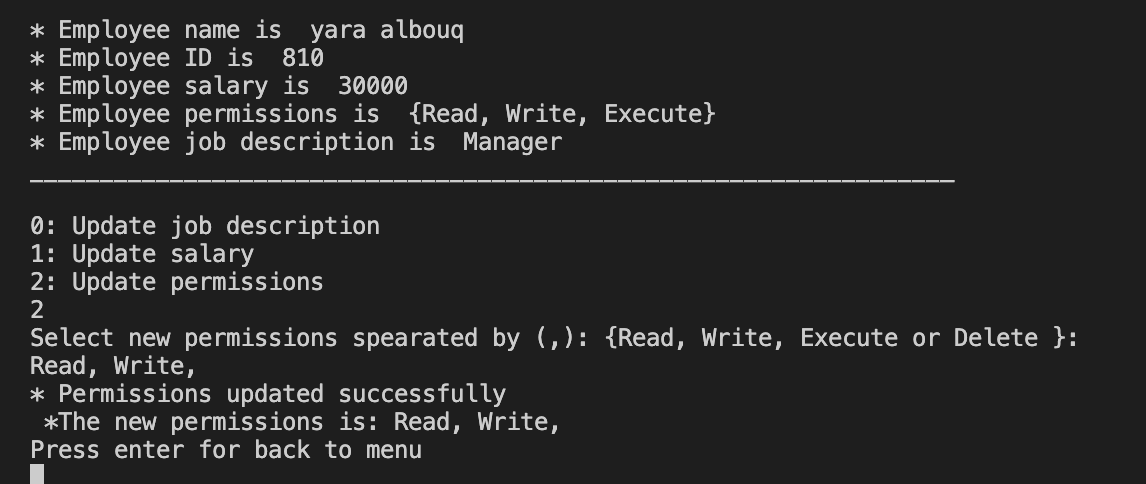 * Employee name is  yara albouq
* Employee ID is  810
* Employee salary is  30000
* Employee permissions is  {Read, Write, Execute}
* Employee job description is  Manager
__________________________________________________________________
0: Update job description
1: Update salary
2: Update permissions
2
Select new permissions spearated by (,): {Read, Write, Execute or Delete }:
Read, Write,
* Permissions updated successfully
 *The new permissions is: Read, Write,
Press enter for back to menu